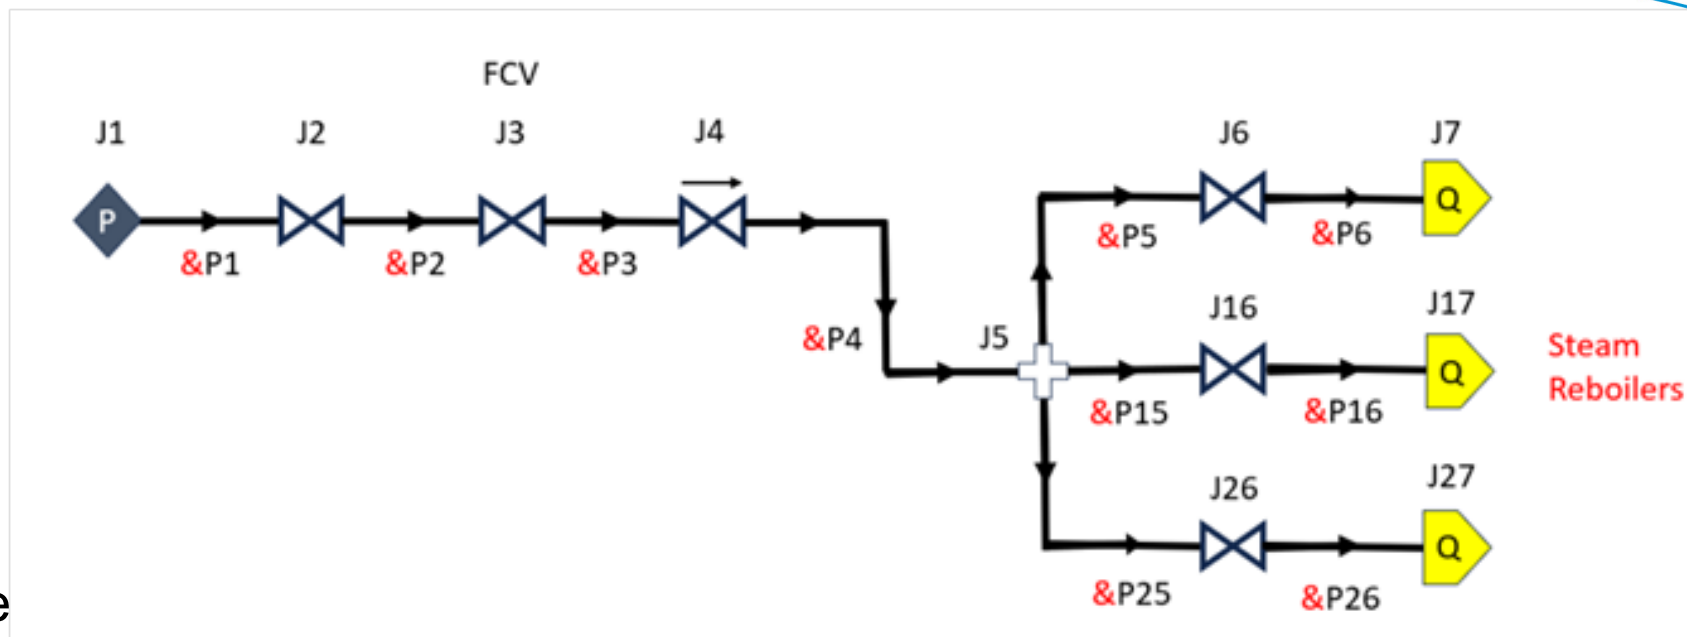 FCV
J1
J2
J3
J4
J6
J7
P
Q
&P1
&P2
&P3
&P5
&P6
J16
J17
&P4
J5
Steam
Reboilers
Q
&P15
&P16
J26
J27
Q
&P25
&P26
e